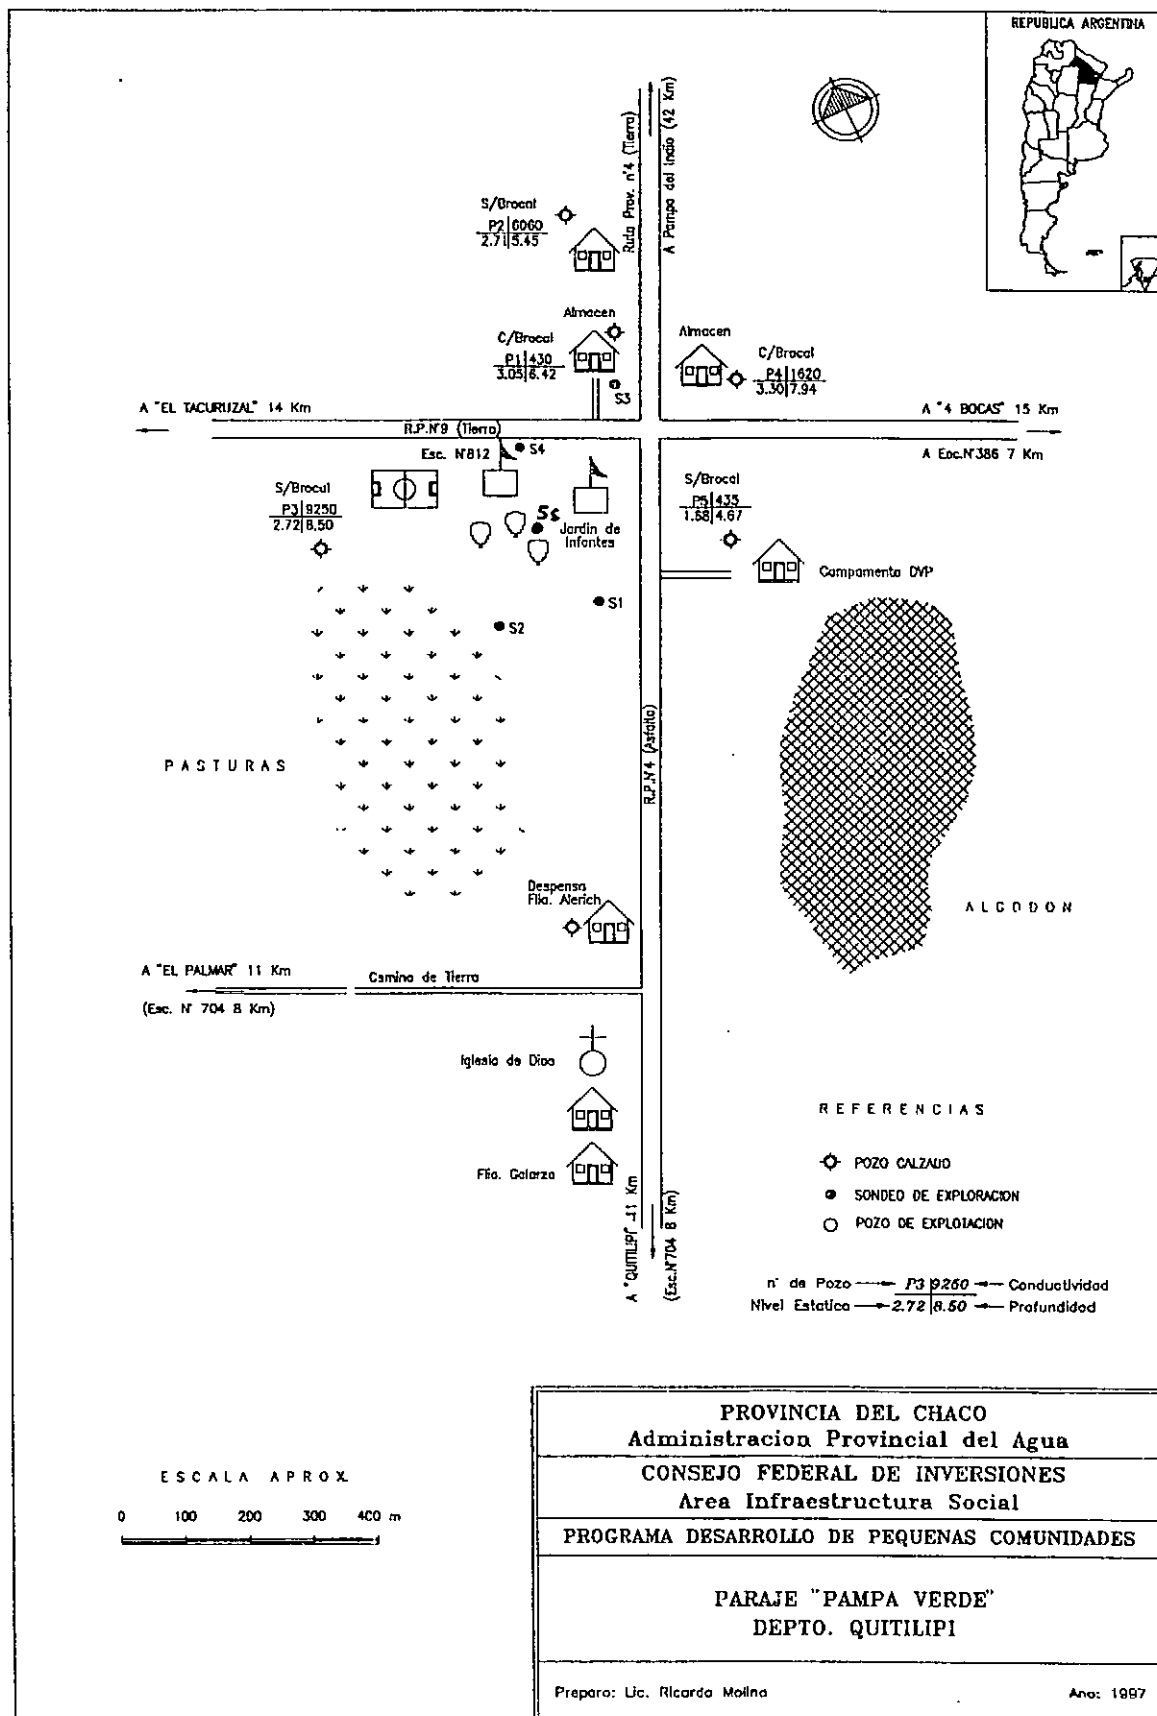 REPUBLICA ARGENTINA
Ruta Prov. n°4 (Tierra)
A Pampa del Indio (42 Km)
S/Brocal
P2 6060
2.71 5.45
Almacen
C/Brocal
P1 430
3.05 6.42
S3
Almacen
C/Brocal
P4 1620
3.30 7.94
A "EL TACURUZAL" 14 Km
A "4 BOCAS" 15 Km
R.P.N°9 (Tierra)
A Eoc.N°386 7 Km
Esc. N°812
S4
S/Brocal
P3 9250
2.72 8.50
S5
Jardin de
Infantes
S/Brocal
P5 435
1.68 4.67
Campamento DVP
S1
S2
R.P.N°4 (Asfalto)
PASTURAS
ALGODON
Despensa
Flia. Alerich
A "EL PALMAR" 11 Km
Camino de Tierra
(Esc. N° 704 8 Km)
Iglesia de Dios
Flia. Galarza
A "QUITILIPI" 41 Km
(Esc.N°704 8 Km)
REFERENCIAS
POZO CALZADO
SONDEO DE EXPLORACION
POZO DE EXPLOTACION
n° de Pozo P3 9260 Conductividad
Nivel Estatico 2.72 8.50 Profundidad
ESCALA APROX.
0 100 200 300 400 m
PROVINCIA DEL CHACO
Administracion Provincial del Agua
CONSEJO FEDERAL DE INVERSIONES
Area Infraestructura Social
PROGRAMA DESARROLLO DE PEQUENAS COMUNIDADES
PARAJE "PAMPA VERDE"
DEPTO. QUITILIPI
Preparo: Lic. Ricardo Molina Ano: 1997